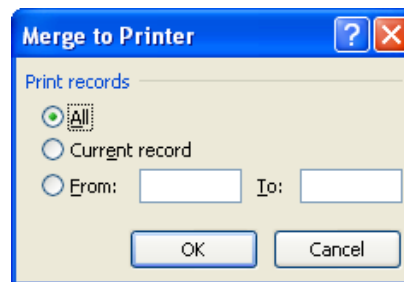 Merge to Printer
Print records
All
Current record
From: To:
OK Cancel